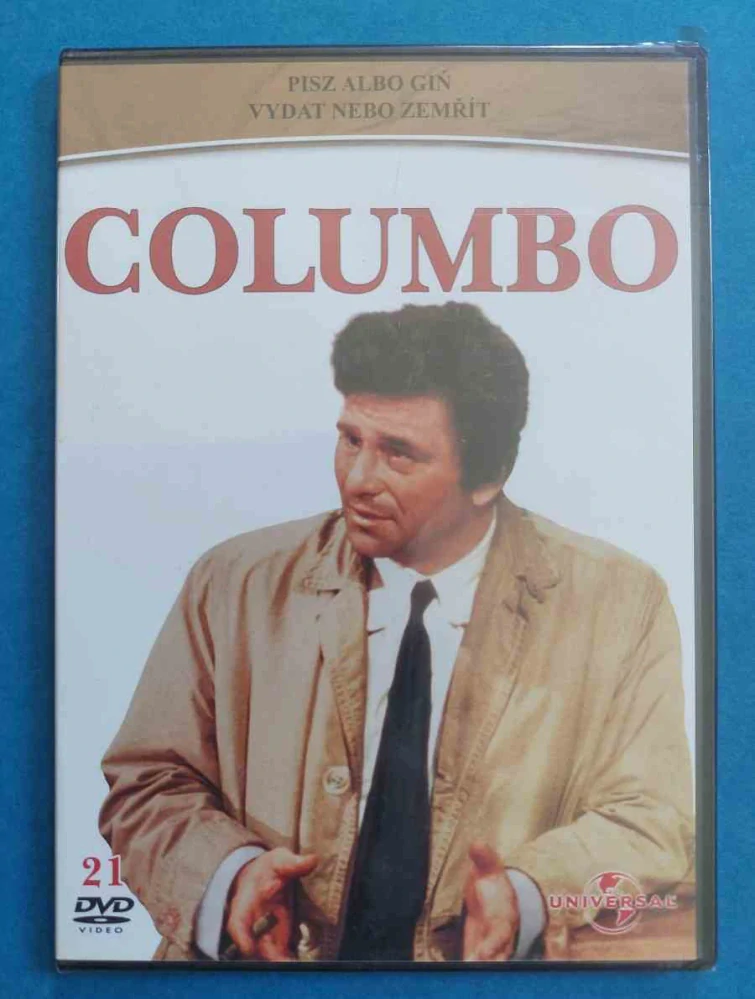 PISZ ALBO GIŃ
VYDAT NEBO ZEMŘÍT
COLUMBO
21
DVD
VIDEO
UNIVERSAL